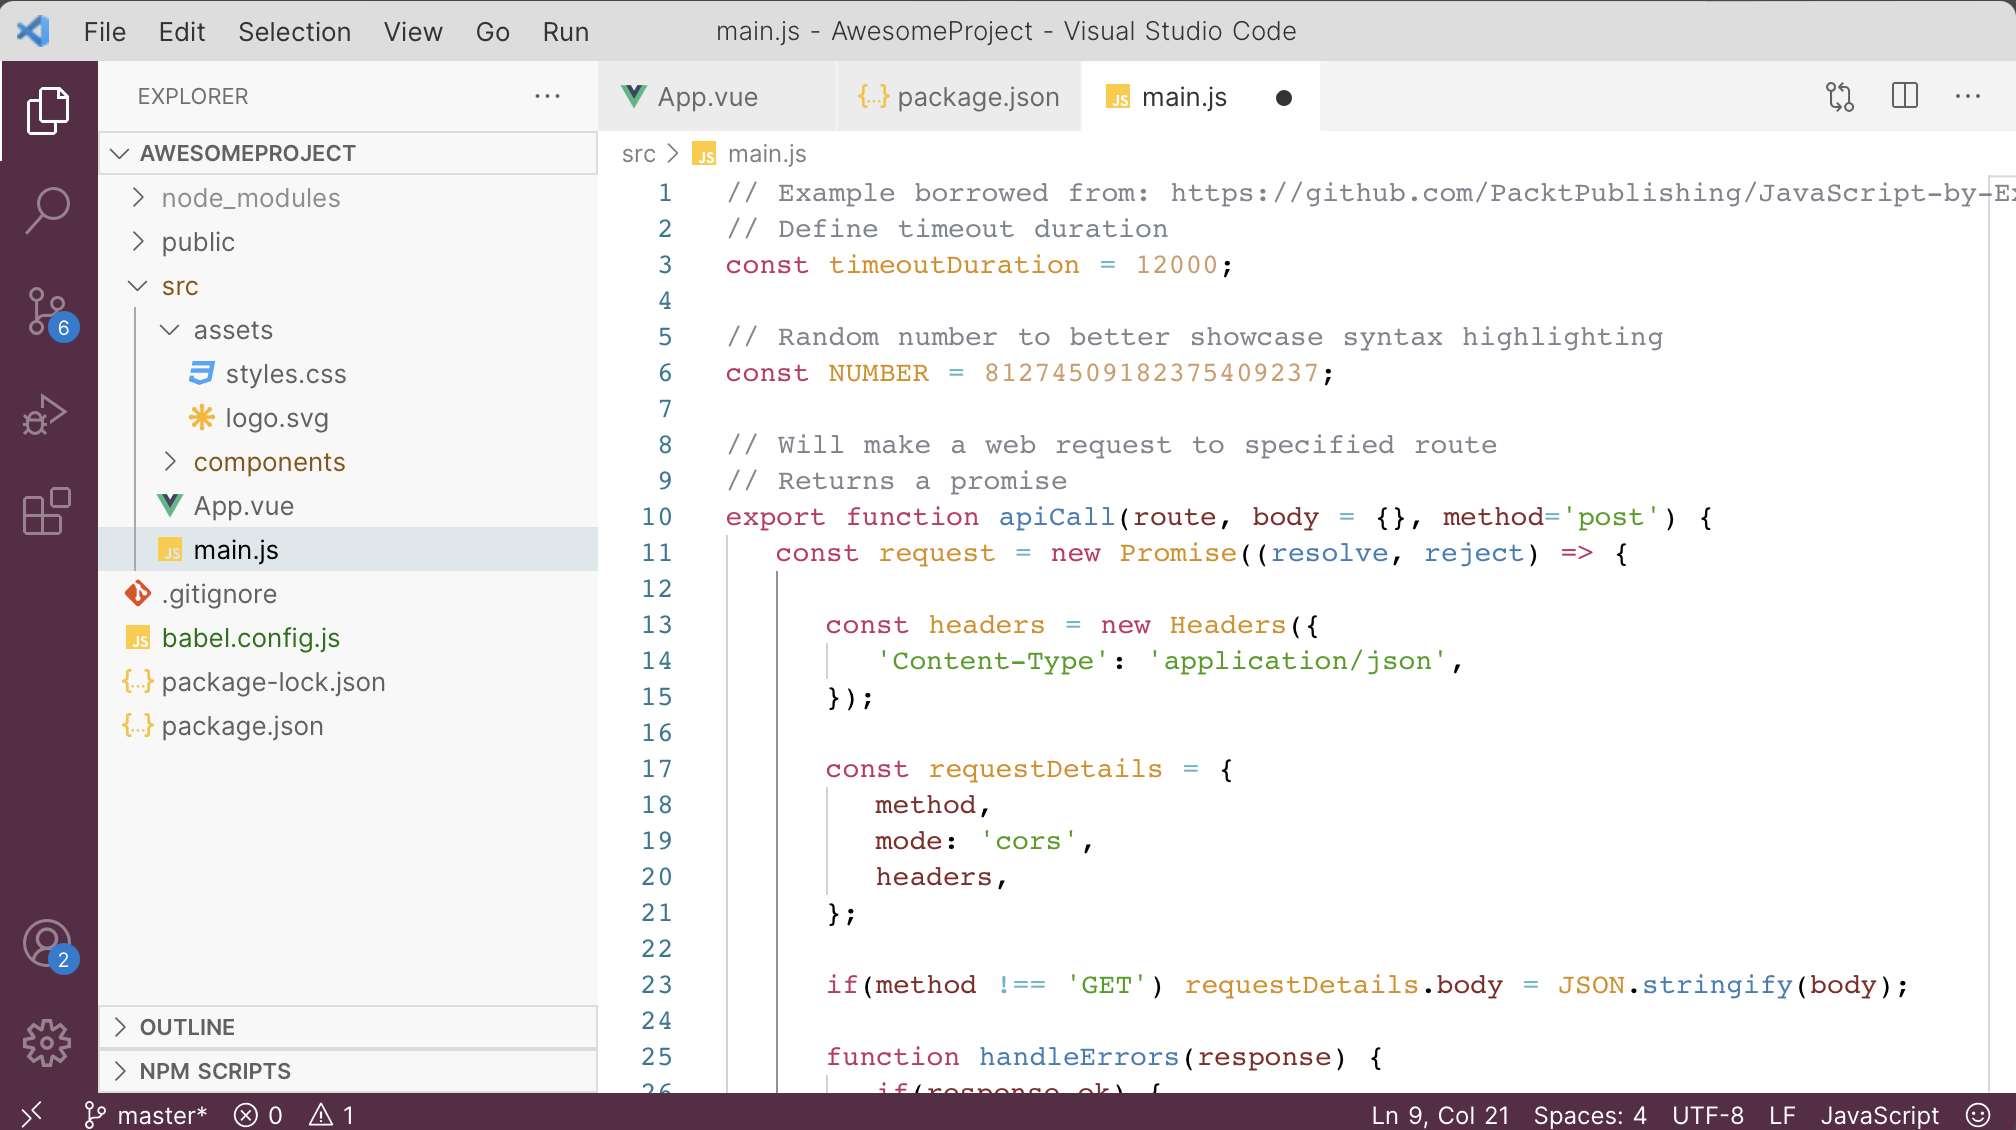 File Edit Selection View Go Run main.js - AwesomeProject - Visual Studio Code
EXPLORER
AWESOMEPROJECT
node_modules
public
src
assets
styles.css
logo.svg
components
App.vue
main.js
.gitignore
babel.config.js
package-lock.json
package.json
OUTLINE
NPM SCRIPTS
6
2
App.vue package.json main.js
src > main.js
1 // Example borrowed from: https://github.com/PacktPublishing/JavaScript-by-Ex
2 // Define timeout duration
3 const timeoutDuration = 12000;
4
5 // Random number to better showcase syntax highlighting
6 const NUMBER = 81274509182375409237;
7
8 // Will make a web request to specified route
9 // Returns a promise
10 export function apiCall(route, body = {}, method='post') {
11 const request = new Promise((resolve, reject) => {
12
13 const headers = new Headers({
14 'Content-Type': 'application/json',
15 });
16
17 const requestDetails = {
18 method,
19 mode: 'cors',
20 headers,
21 };
22
23 if(method !== 'GET') requestDetails.body = JSON.stringify(body);
24
25 function handleErrors(response) {
26 if(response.ok) {
master* 0 1 Ln 9, Col 21 Spaces: 4 UTF-8 LF JavaScript